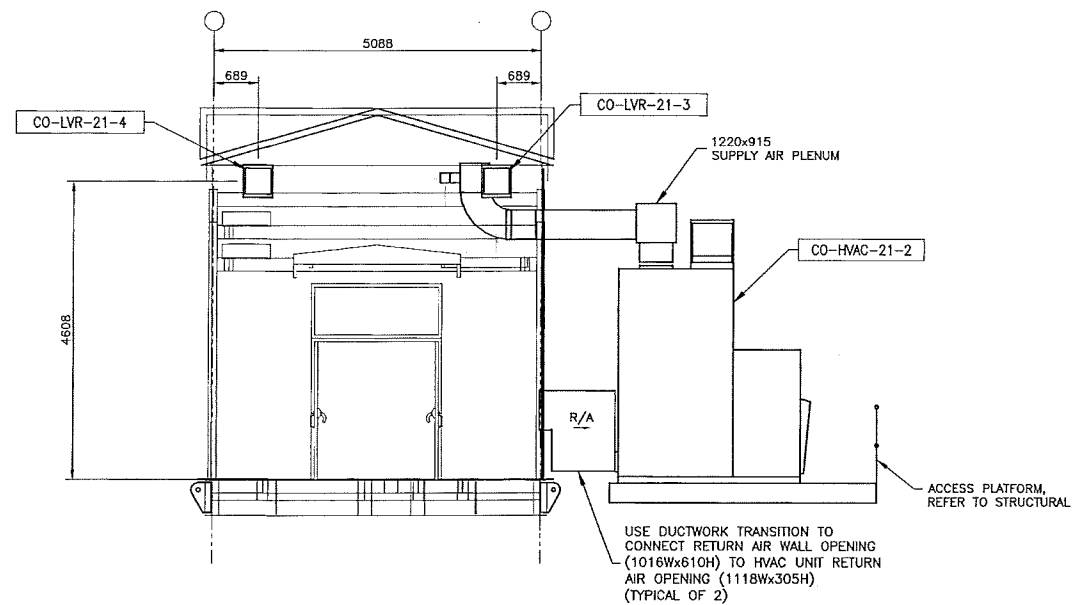 5088
689
689
CO-LVR-21-4
CO-LVR-21-3
1220x915
SUPPLY AIR PLENUM
CO-HVAC-21-2
4608
R/A
ACCESS PLATFORM,
REFER TO STRUCTURAL
USE DUCTWORK TRANSITION TO
CONNECT RETURN AIR WALL OPENING
(1016Wx610H) TO HVAC UNIT RETURN
AIR OPENING (1118Wx305H)
(TYPICAL OF 2)